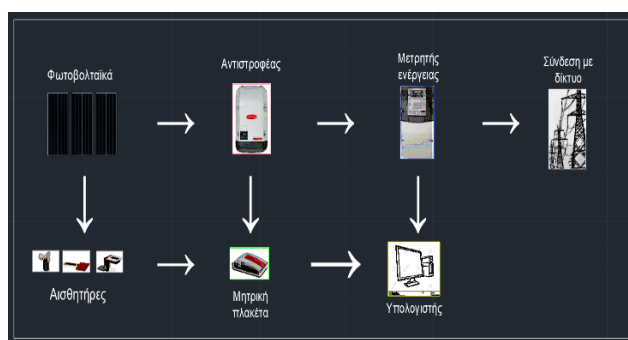 Φωτοβολταϊκά
Αντιστροφέας
Μετρητής
ενέργειας
Σύνδεση με
δίκτυο
Αισθητήρες
Μητρική
πλακέτα
Υπολογιστής